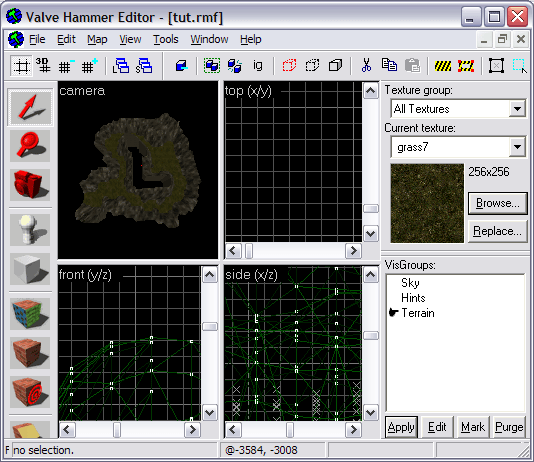 Valve Hammer Editor - [tut.rmf]
File Edit Map View Tools Window Help
3D ig
camera
top (x/y)
front (y/z)
side (x/z)
Texture group:
All Textures
Current texture:
grass7
256x256
Browse...
Replace...
VisGroups:
Sky
Hints
Terrain
Apply Edit Mark Purge
no selection.
@-3584, -3008